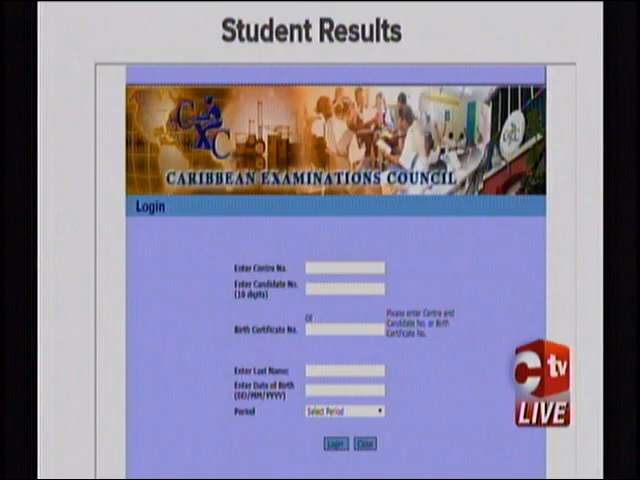 Student Results
CXC
CARIBBEAN EXAMINATIONS COUNCIL
Login
Enter Centre No.
Enter Candidate No.
(10 digits)
Or
Please enter Centre and
Candidate No. or Birth
Certificate No.
Birth Certificate No.
Enter Last Name:
Enter Date of Birth
(DD/MM/YYYY)
Period
Select Period
Login
Close
Ctv
LIVE